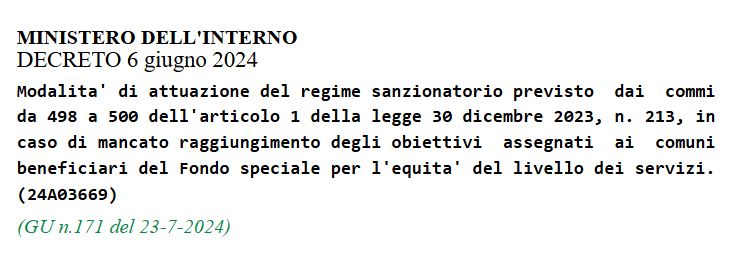 MINISTERO DELL'INTERNO
DECRETO 6 giugno 2024
Modalita' di attuazione del regime sanzionatorio previsto  dai  commi
da 498 a 500 dell'articolo 1 della legge 30 dicembre 2023, n. 213, in
caso di mancato raggiungimento degli obiettivi  assegnati  ai  comuni
beneficiari del Fondo speciale per l'equita' del livello dei servizi.
(24A03669)
(GU n.171 del 23-7-2024)